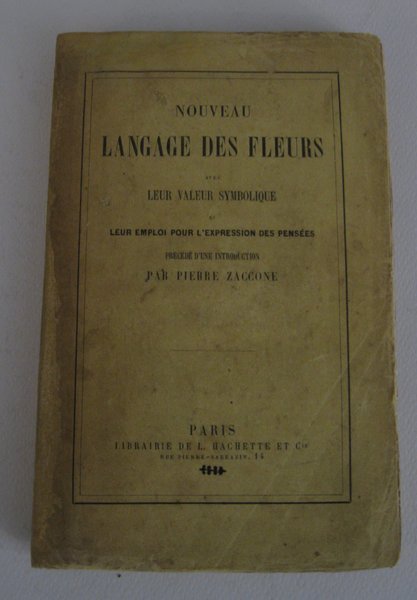 NOUVEAU
LANGAGE DES FLEURS
AVEC
LEUR VALEUR SYMBOLIQUE
ET
LEUR EMPLOI POUR L'EXPRESSION DES PENSÉES
PRÉCÉDÉ D'UNE INTRODUCTION
PAR PIERRE ZACCONE
PARIS
LIBRAIRIE DE L. HACHETTE ET Cie
RUE PIERRE-SARRAZIN, 14